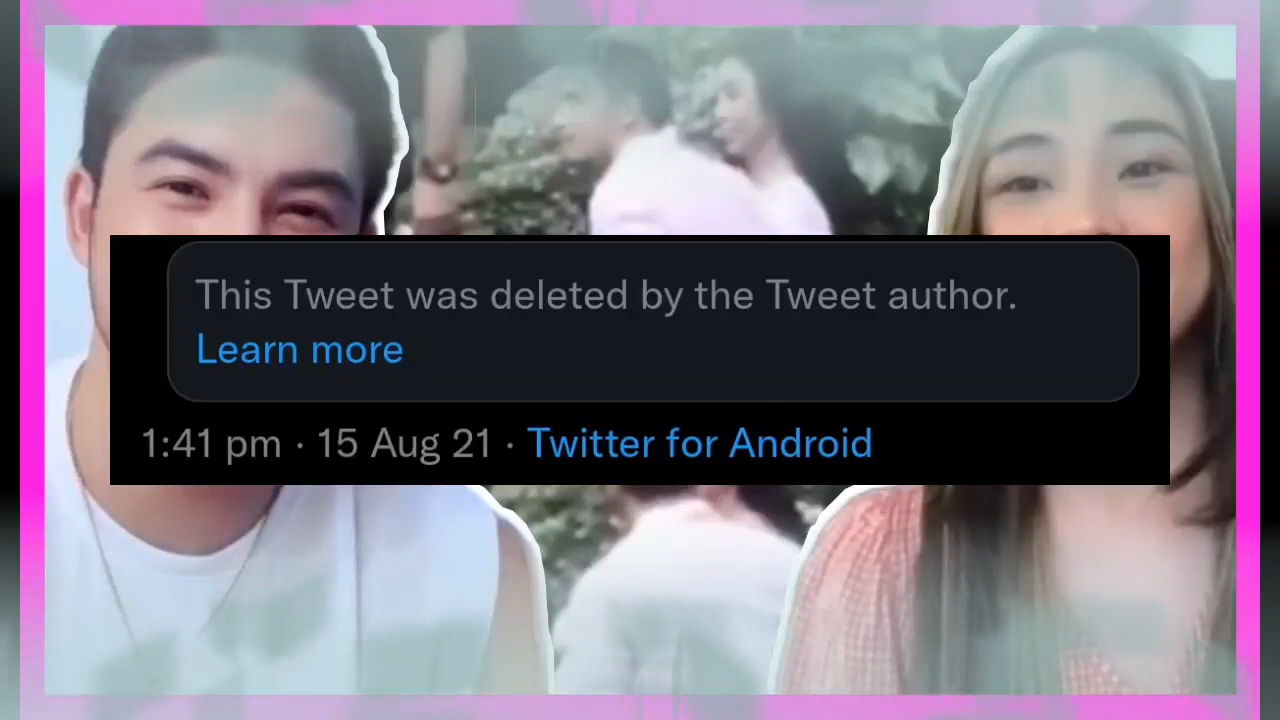 This Tweet was deleted by the Tweet author.
Learn more
1:41 pm · 15 Aug 21 · Twitter for Android